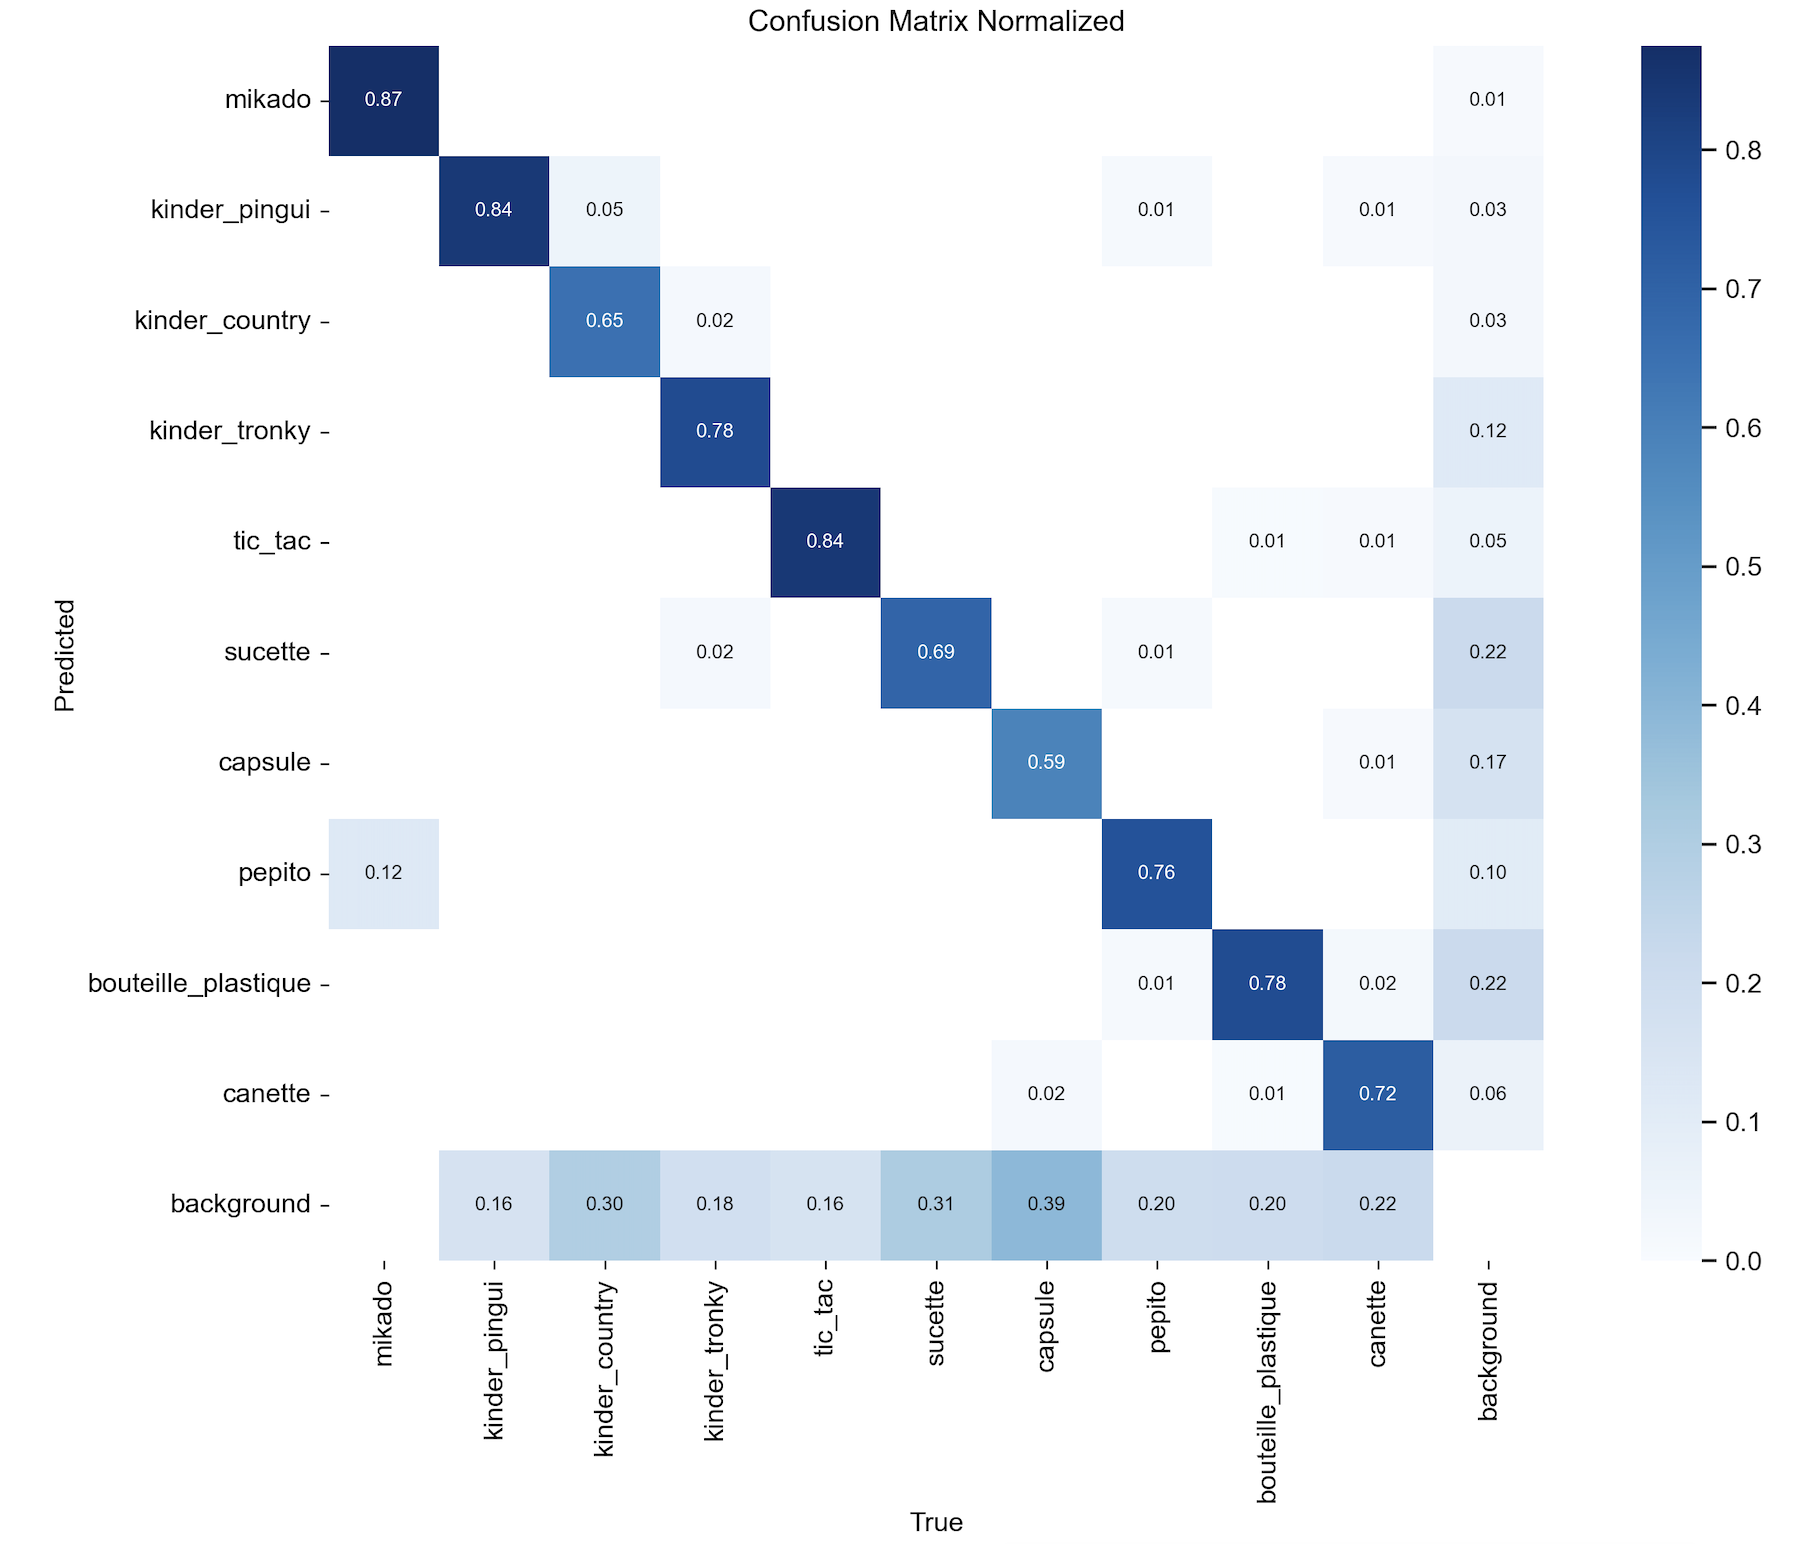 Confusion Matrix Normalized
mikado
0.87
0.01
kinder_pingui
0.84
0.05
0.01
0.01
0.03
kinder_country
0.65
0.02
0.03
kinder_tronky
0.78
0.12
tic_tac
0.84
0.01
0.01
0.05
sucette
0.02
0.69
0.01
0.22
capsule
0.59
0.01
0.17
pepito
0.12
0.76
0.10
bouteille_plastique
0.01
0.78
0.02
0.22
canette
0.02
0.01
0.72
0.06
background
0.16
0.30
0.18
0.16
0.31
0.39
0.20
0.20
0.22
Predicted
mikado
kinder_pingui
kinder_country
kinder_tronky
tic_tac
sucette
capsule
pepito
bouteille_plastique
canette
background
True
0.8
0.7
0.6
0.5
0.4
0.3
0.2
0.1
0.0